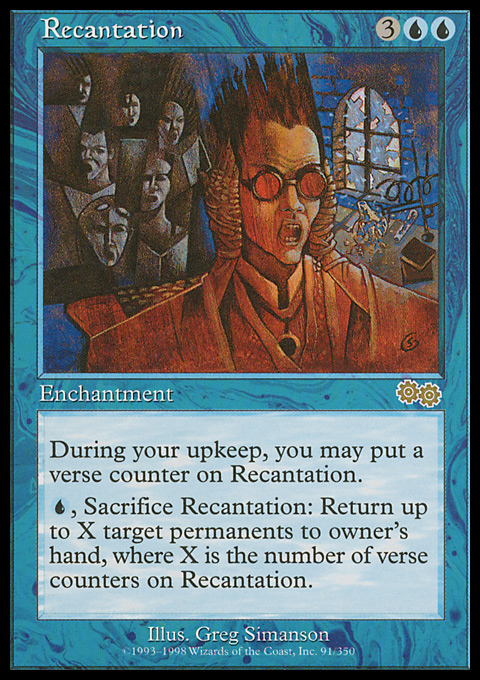 Recantation 3
Enchantment
During your upkeep, you may put a
verse counter on Recantation.
, Sacrifice Recantation: Return up
to X target permanents to owner's
hand, where X is the number of verse
counters on Recantation.
Illus. Greg Simanson
©1993-1998 Wizards of the Coast, Inc. 91/350